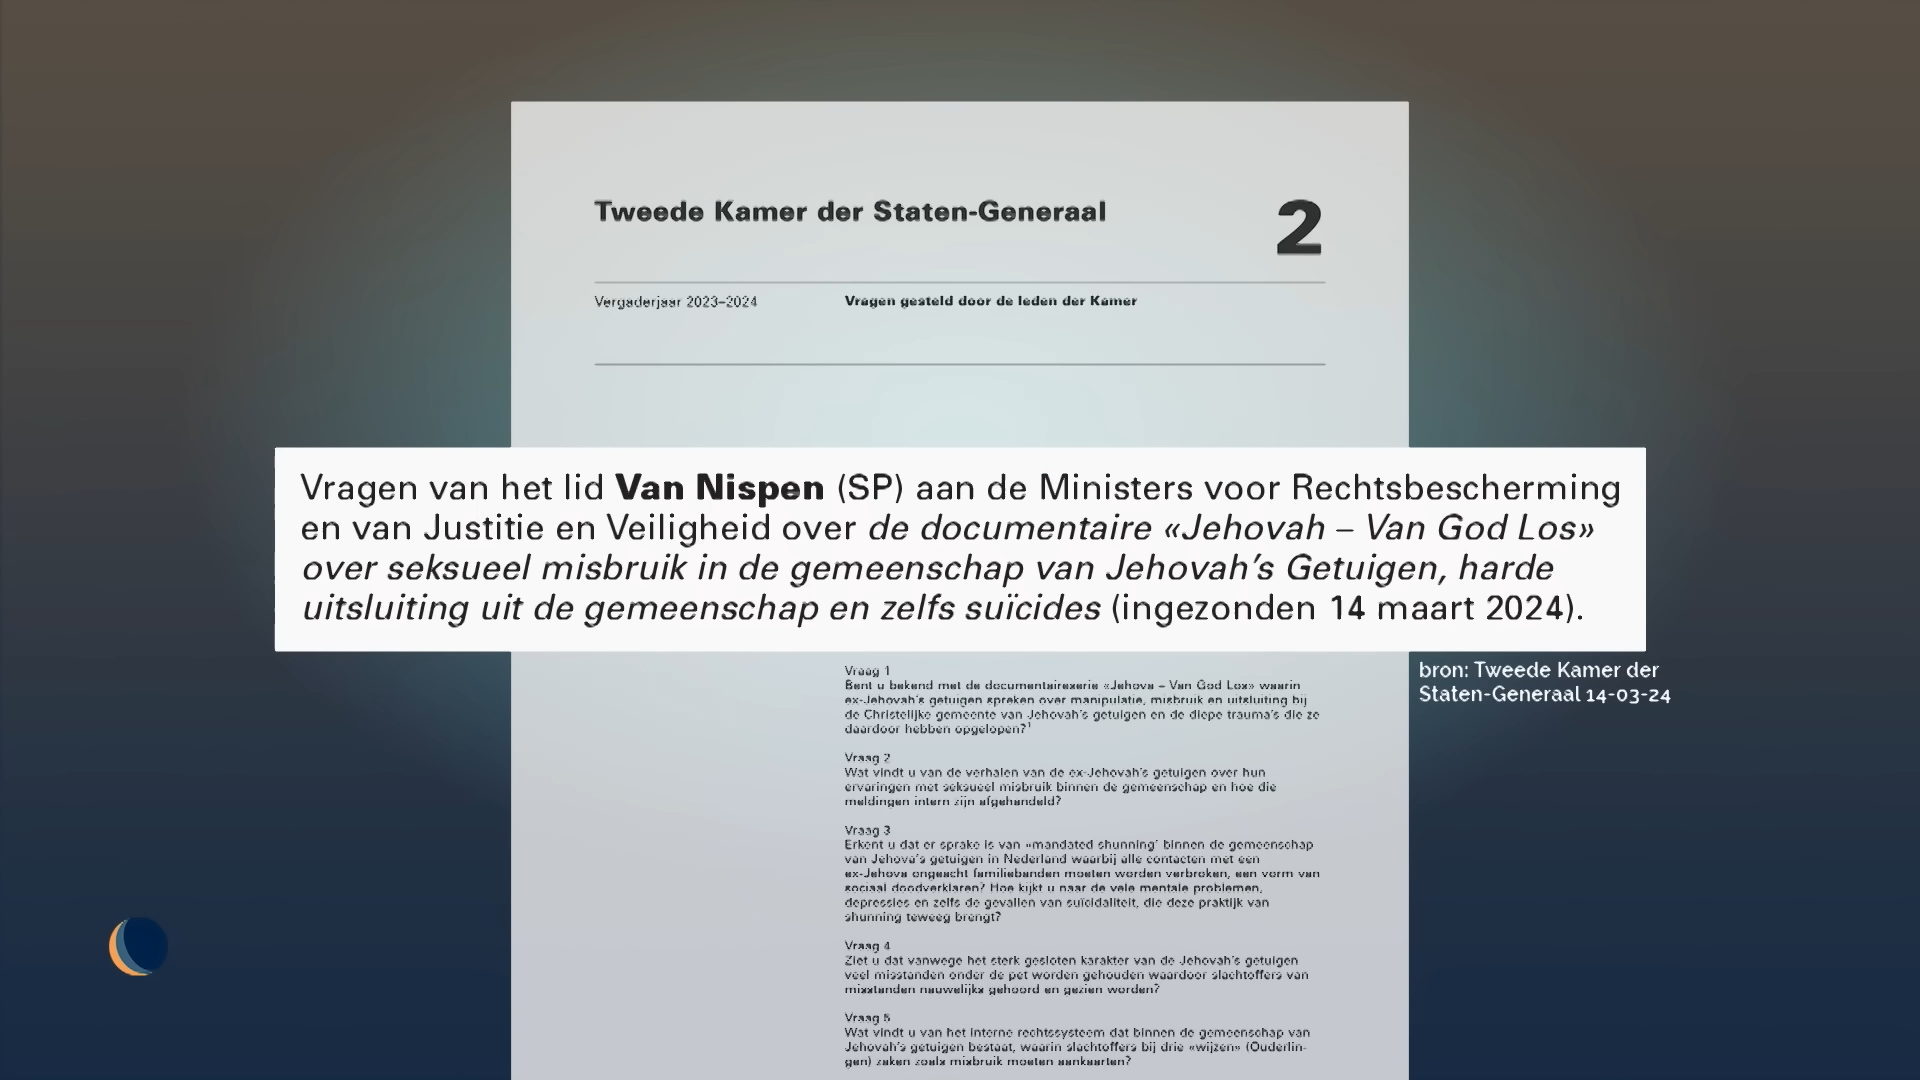 Tweede Kamer der Staten-Generaal
2
Vergaderjaar 2023–2024
Vragen gesteld door de leden der Kamer
Vragen van het lid Van Nispen (SP) aan de Ministers voor Rechtsbescherming
en van Justitie en Veiligheid over de documentaire «Jehovah – Van God Los»
over seksueel misbruik in de gemeenschap van Jehovah’s Getuigen, harde
uitsluiting uit de gemeenschap en zelfs suïcides (ingezonden 14 maart 2024).
bron: Tweede Kamer der
Staten-Generaal 14-03-24
Vraag 1
Bent u bekend met de documentairexerie «Jehova – Van God Los» waarin
ex-Jehovah’s getuigen spreken over manipulatie, misbruik en uitsluiting bij
de Christelijke gemeente van Jehovah’s getuigen en de diepe trauma’s die ze
daardoor hebben opgelopen?¹
Vraag 2
Wat vindt u van de verhalen van de ex-Jehovah’s getuigen over hun
ervaringen met seksueel misbruik binnen de gemeenschap en hoe die
meldingen intern zijn afgehandeld?
Vraag 3
Erkent u dat er sprake is van «mandated shunning’ binnen de gemeenschap
van Jehova’s getuigen in Nederland waarbij alle contacten met een
ex-Jehova ongeacht familiebanden moeten worden verbroken, een vorm van
sociaal doodverklaren? Hoe kijkt u naar de vele mentale problemen,
depressies en zelfs de gevallen van suïcidaliteit, die deze praktijk van
shunning teweeg brengt?
Vraag 4
Ziet u dat vanwege het sterk gesloten karakter van de Jehovah’s getuigen
veel misstanden onder de pet worden gehouden waardoor slachtoffers van
misstanden nauwelijks gehoord en gezien worden?
Vraag 5
Wat vindt u van het interne rechtssysteem dat binnen de gemeenschap van
Jehovah’s getuigen bestaat, waarin slachtoffers bij drie «wijzen» (Ouderlin-
gen) zaken zoals misbruik moeten aankaarten?